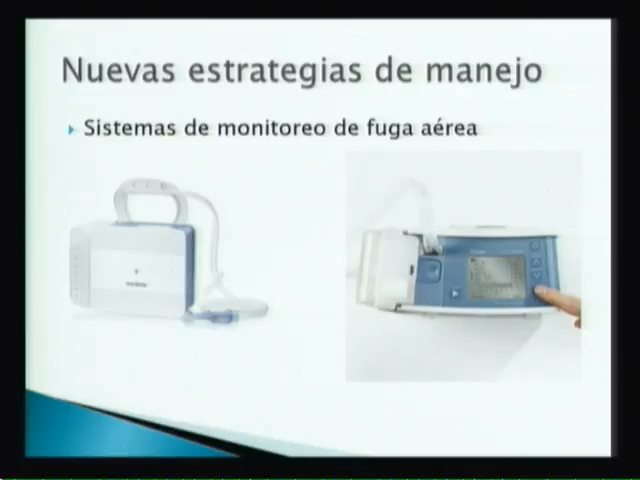 Nuevas estrategias de manejo
Sistemas de monitoreo de fuga aérea